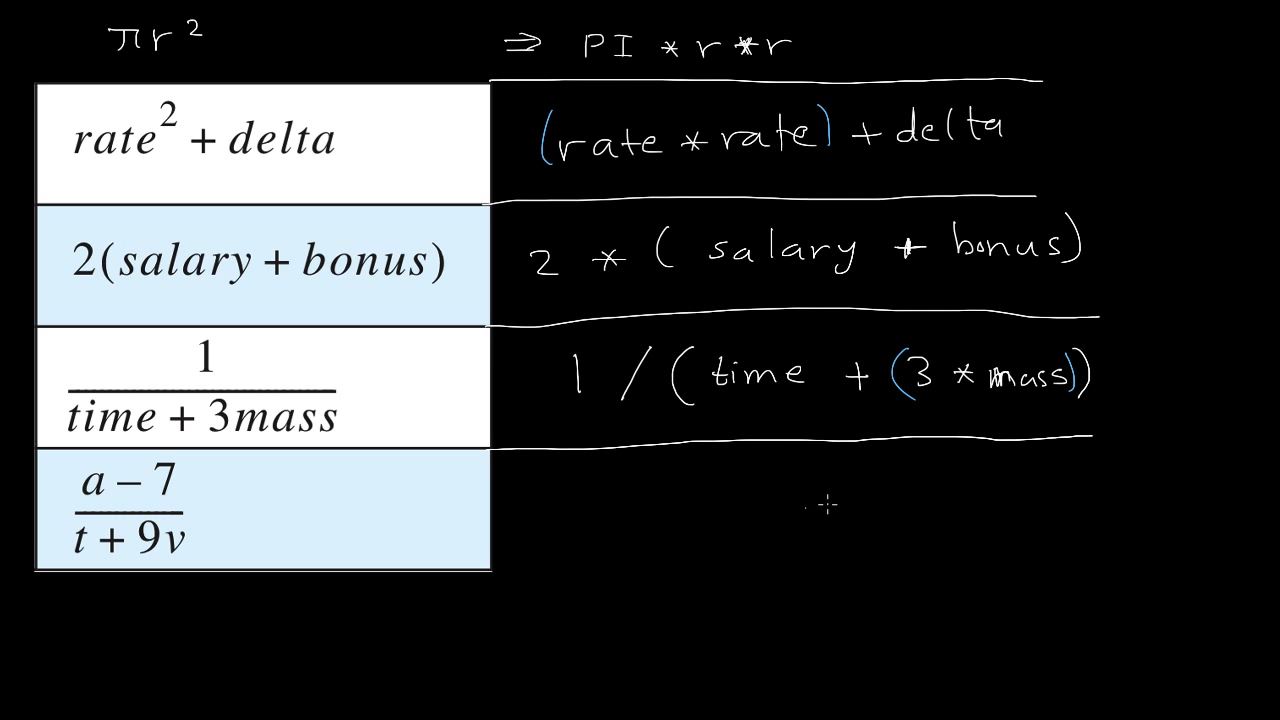 πr² ⇒ PI * r * r
rate² + delta (rate * rate) + delta
2(salary + bonus) 2 * ( salary + bonus)
1
time + 3mass 1 / ( time + (3 * mass))
a – 7
t + 9v